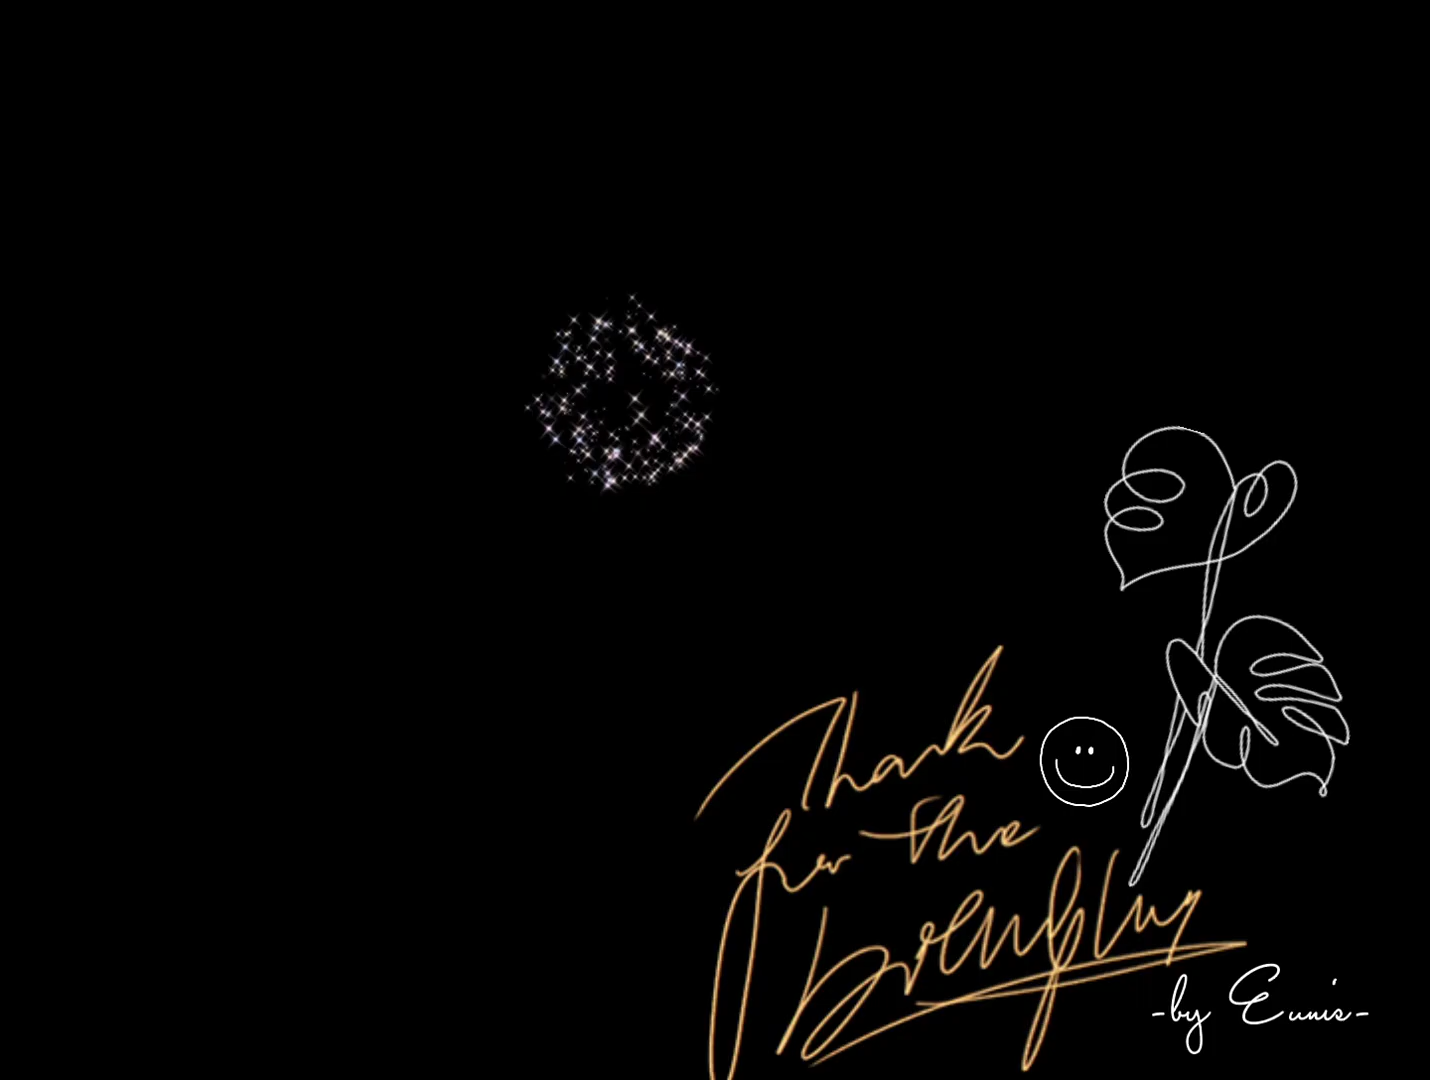 Thank
for the
-by Eunis-